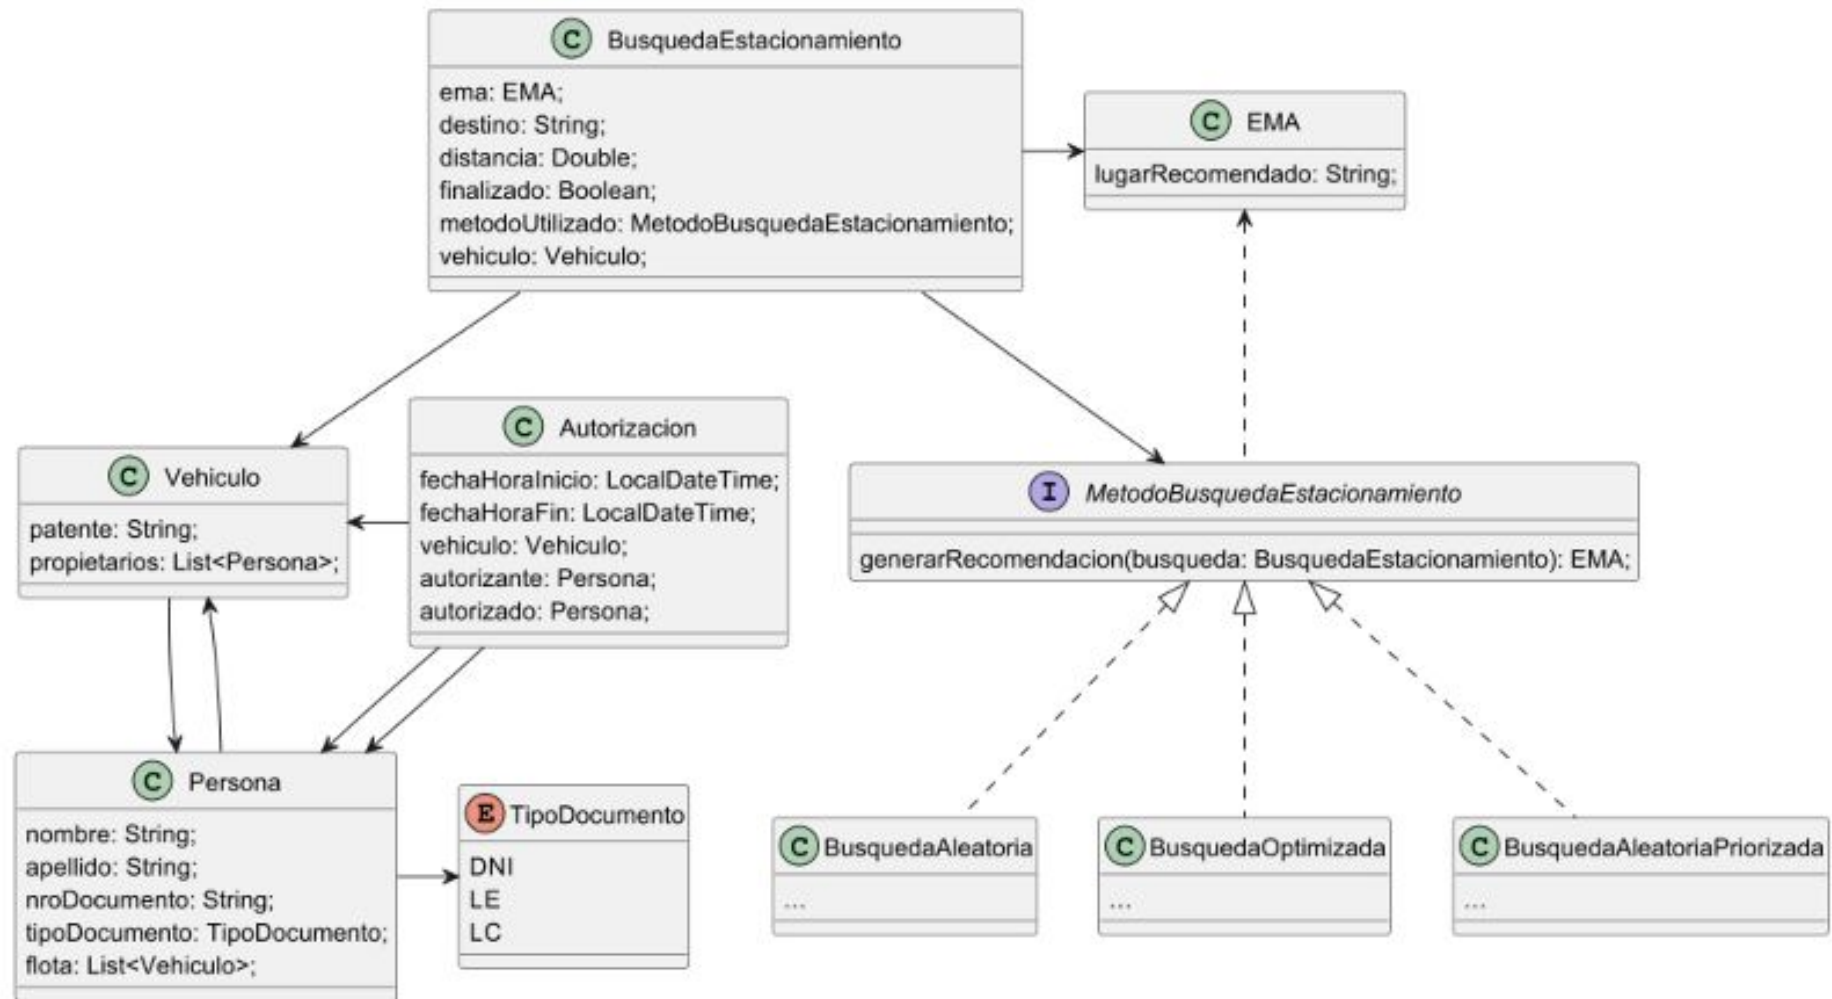 C BusquedaEstacionamiento
ema: EMA;
destino: String;
distancia: Double;
finalizado: Boolean;
metodoUtilizado: MetodoBusquedaEstacionamiento;
vehiculo: Vehiculo;
C EMA
lugarRecomendado: String;
C Vehiculo
patente: String;
propietarios: List<Persona>;
C Autorizacion
fechaHoraInicio: LocalDateTime;
fechaHoraFin: LocalDateTime;
vehiculo: Vehiculo;
autorizante: Persona;
autorizado: Persona;
I MetodoBusquedaEstacionamiento
generarRecomendacion(busqueda: BusquedaEstacionamiento): EMA;
C Persona
nombre: String;
apellido: String;
nroDocumento: String;
tipoDocumento: TipoDocumento;
flota: List<Vehiculo>;
E TipoDocumento
DNI
LE
LC
C BusquedaAleatoria
...
C BusquedaOptimizada
...
C BusquedaAleatoriaPriorizada
...